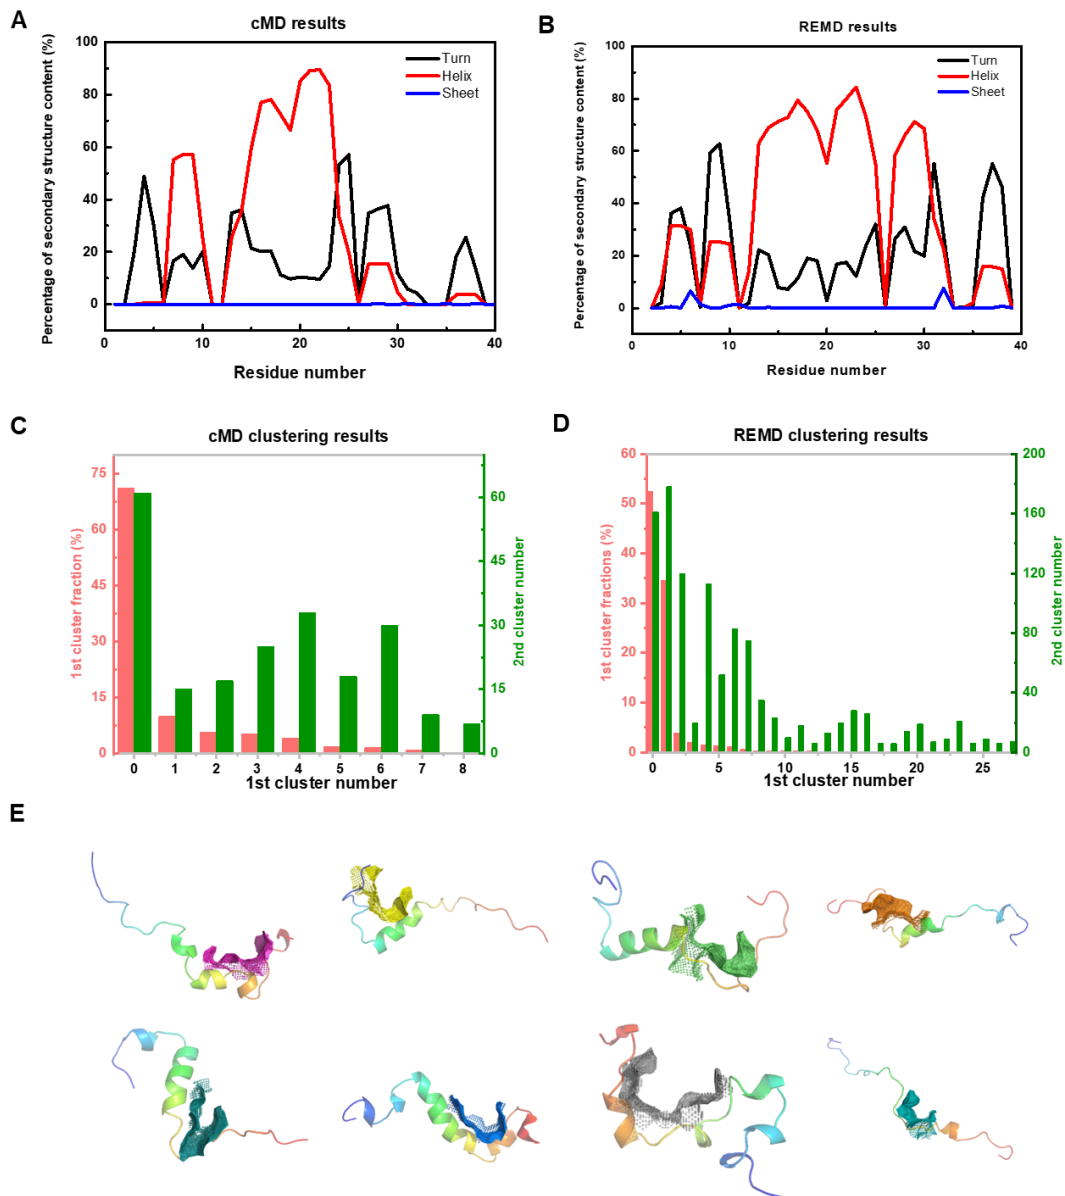 A
cMD results
Percentage of secondary structure content (%)
100
80
60
40
20
0
Turn
Helix
Sheet
0
10
20
30
40
Residue number
B
REMD results
Percentage of secondary structure content (%)
100
80
60
40
20
0
Turn
Helix
Sheet
0
10
20
30
40
Residue number
C
cMD clustering results
1st cluster fraction (%)
75
60
45
30
15
0
2nd cluster number
60
45
30
15
0
0
1
2
3
4
5
6
7
8
1st cluster number
D
REMD clustering results
1st cluster fractions (%)
60
50
40
30
20
10
0
2nd cluster number
200
160
120
80
40
0
0
5
10
15
20
25
1st cluster number
E